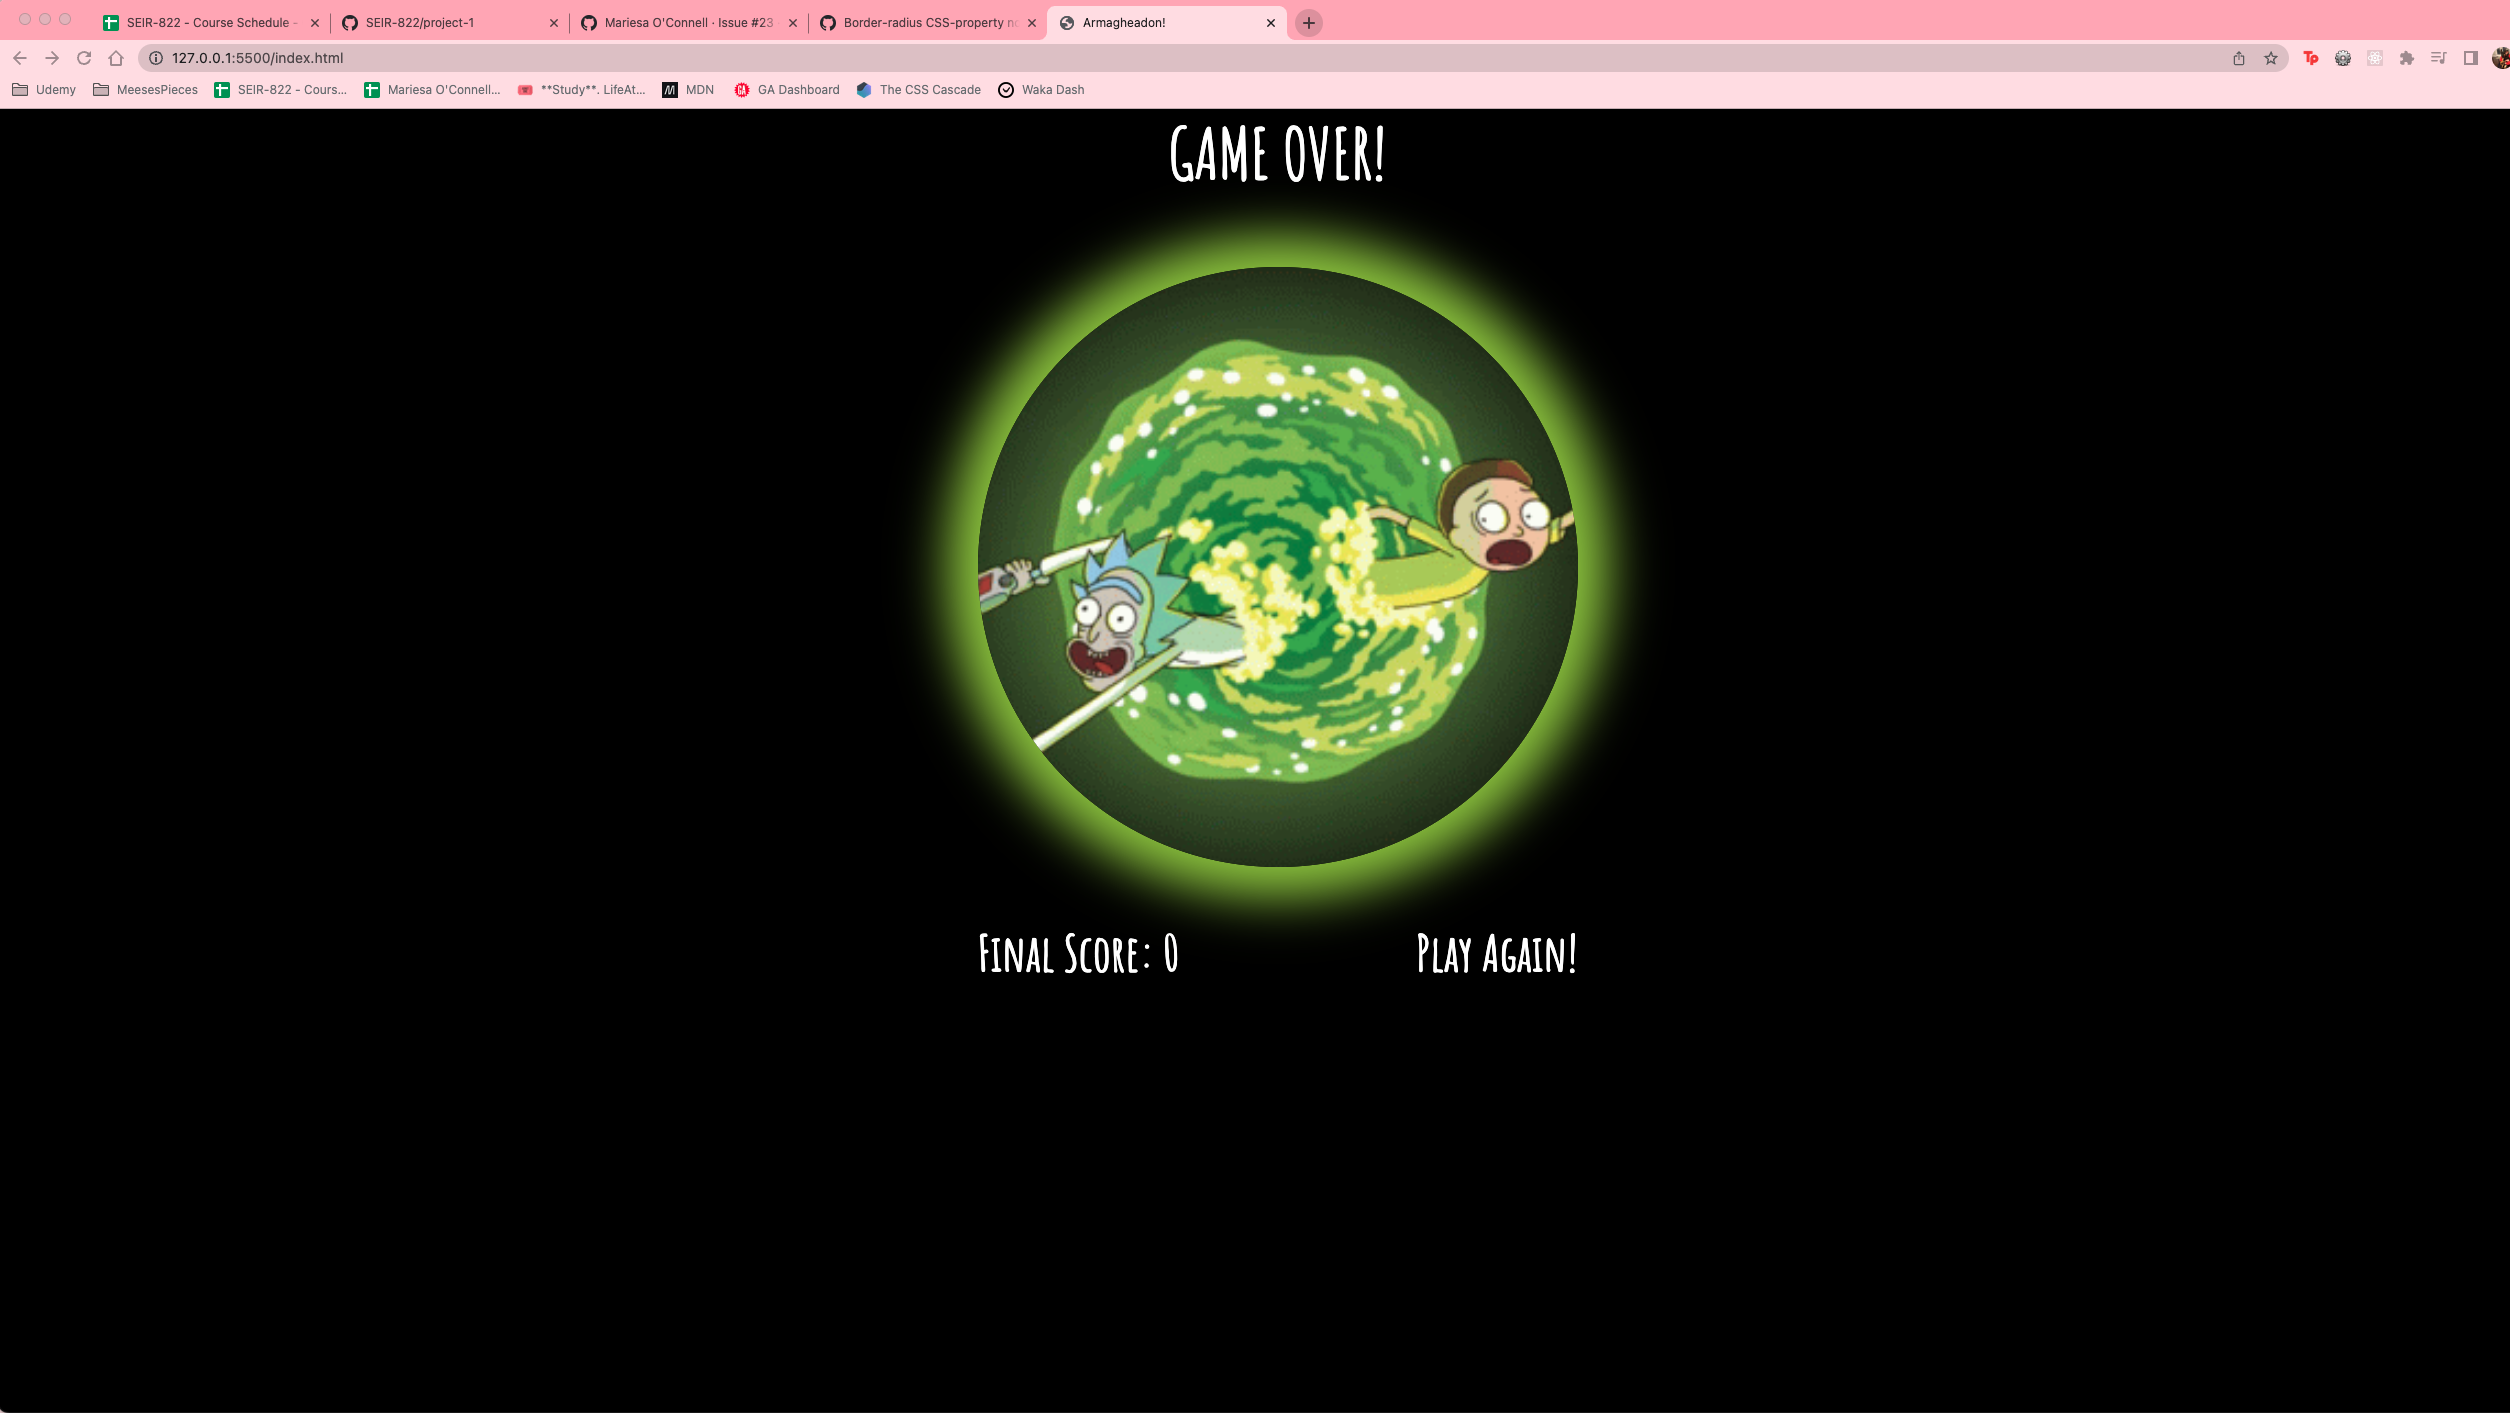 SEIR-822 - Course Schedule -
SEIR-822/project-1
Mariesa O'Connell · Issue #23
Border-radius CSS-property
Armagheadon!
127.0.0.1:5500/index.html
Tp
Udemy
MeesesPieces
SEIR-822 - Cours...
Mariesa O'Connell...
**Study**. LifeAt...
MDN
GA Dashboard
The CSS Cascade
Waka Dash
GAME OVER!
Final Score: 0
Play Again!